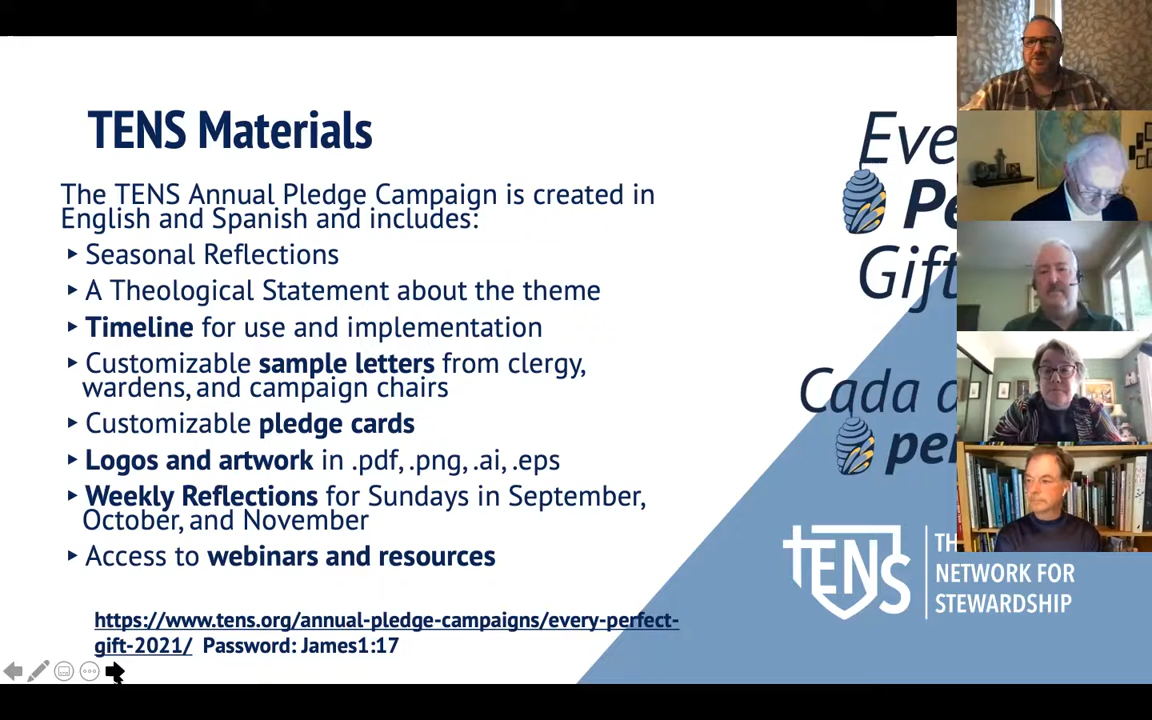 TENS Materials
The TENS Annual Pledge Campaign is created in
English and Spanish and includes:
Seasonal Reflections
A Theological Statement about the theme
Timeline for use and implementation
Customizable sample letters from clergy,
wardens, and campaign chairs
Customizable pledge cards
Logos and artwork in .pdf, .png, .ai, .eps
Weekly Reflections for Sundays in September,
October, and November
Access to webinars and resources
https://www.tens.org/annual-pledge-campaigns/every-perfect-
gift-2021/ Password: James1:17
Eve
Pe
Gift
Cada
per
TENS
TH
NETWORK FOR
STEWARDSHIP